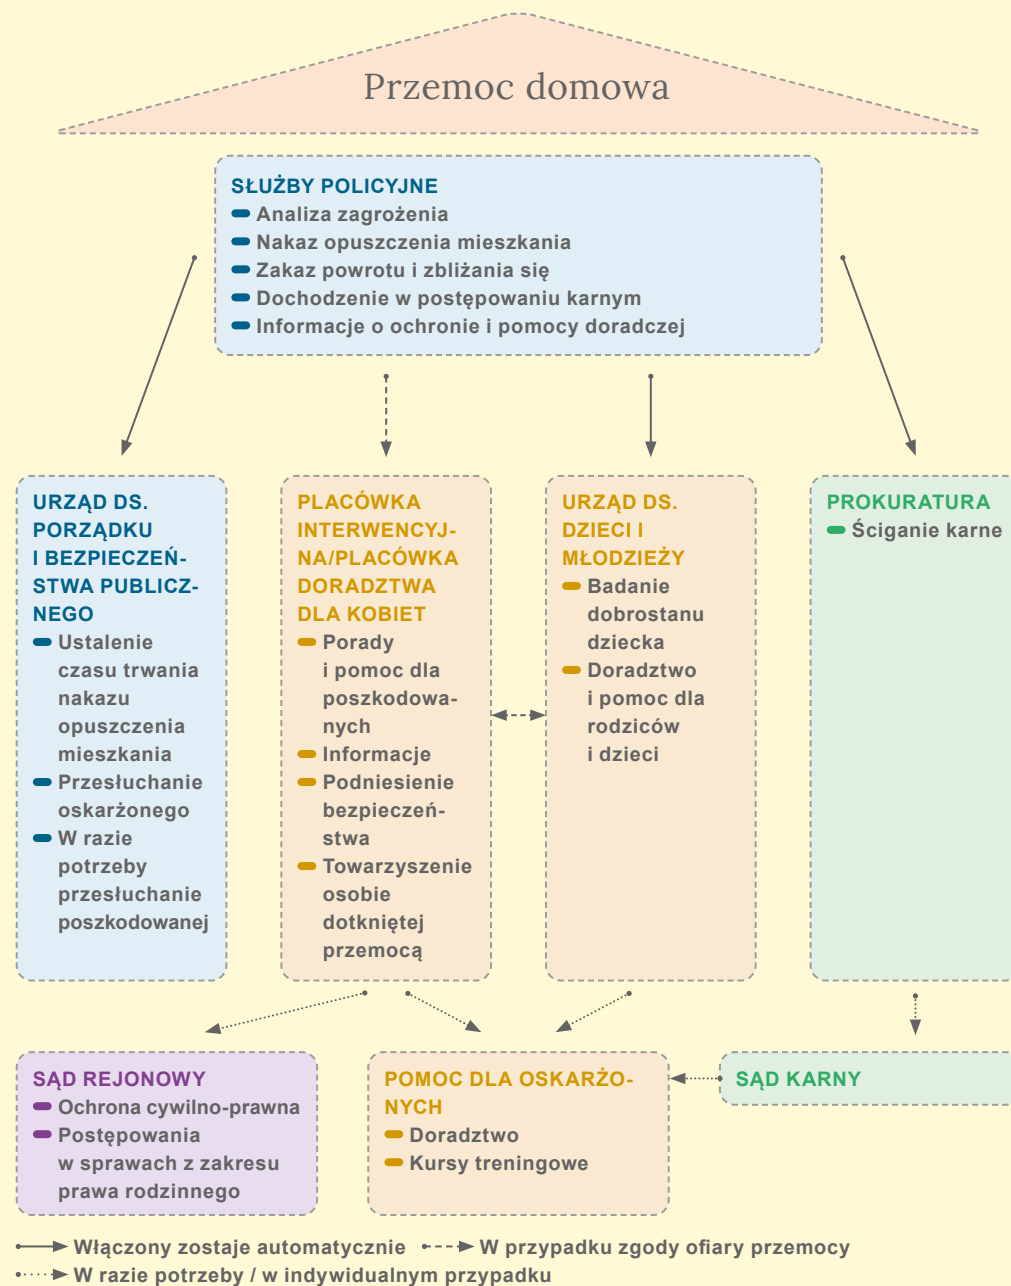 Przemoc domowa
SŁUŻBY POLICYJNE
Analiza zagrożenia
Nakaz opuszczenia mieszkania
Zakaz powrotu i zbliżania się
Dochodzenie w postępowaniu karnym
Informacje o ochronie i pomocy doradczej
URZĄD DS.
PORZĄDKU
I BEZPIECZEŃ-
STWA PUBLICZ-
NEGO
Ustalenie
czasu trwania
nakazu
opuszczenia
mieszkania
Przesłuchanie
oskarżonego
W razie
potrzeby
przesłuchanie
poszkodowanej
PLACÓWKA
INTERWENCYJ-
NA/PLACÓWKA
DORADZTWA
DLA KOBIET
Porady
i pomoc dla
poszkodowa-
nych
Informacje
Podniesienie
bezpieczeń-
stwa
Towarzyszenie
osobie
dotkniętej
przemocą
URZĄD DS.
DZIECI I
MŁODZIEŻY
Badanie
dobrostanu
dziecka
Doradztwo
i pomoc dla
rodziców
i dzieci
PROKURATURA
Ściganie karne
SĄD REJONOWY
Ochrona cywilno-prawna
Postępowania
w sprawach z zakresu
prawa rodzinnego
POMOC DLA OSKARŻO-
NYCH
Doradztwo
Kursy treningowe
SĄD KARNY
Włączony zostaje automatycznie
W przypadku zgody ofiary przemocy
W razie potrzeby / w indywidualnym przypadku